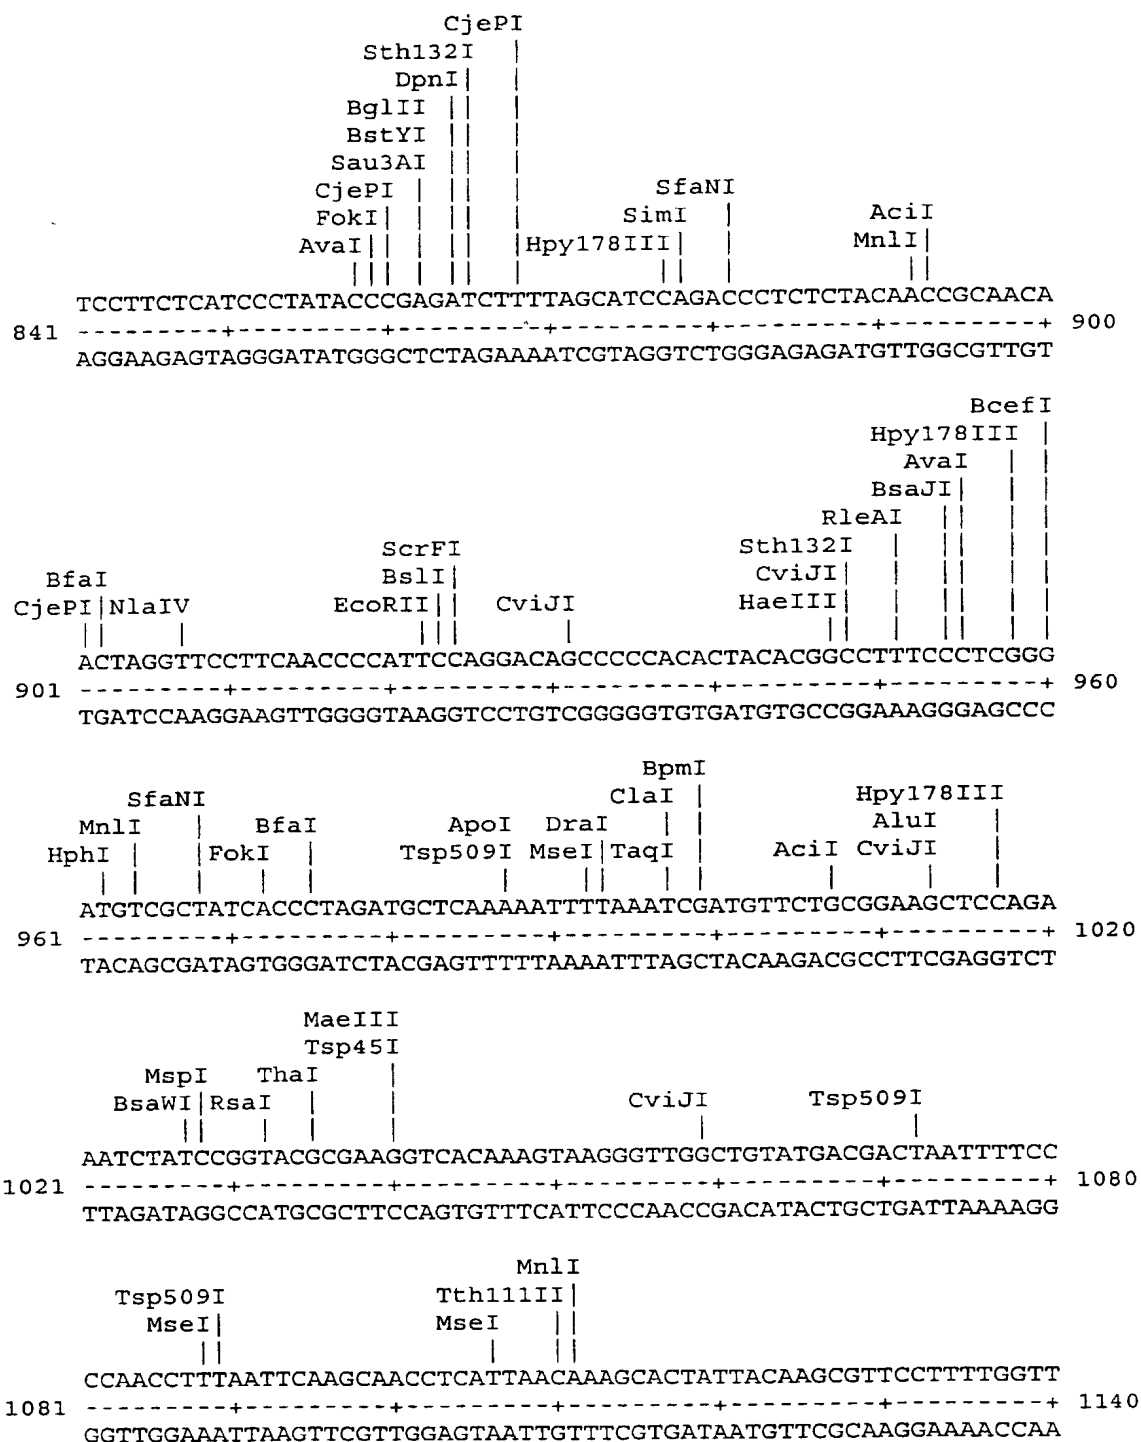 CjePI
Sth132I
DpnI
BglII
BstYI
Sau3AI
CjePI SfaNI
FokI SimI AciI
AvaI Hpy178III MnlI
TCCTTCTCATCCCTATACCCGAGATCTTTTAGCATCCAGACCCTCTCTACAACCGCAACA
841 ---------+---------+---------+---------+---------+---------+ 900
AGGAAGAGTAGGGATATGGGCTCTAGAAAATCGTAGGTCTGGGAGAGATGTTGGCGTTGT
BcefI
Hpy178III
AvaI
BsaJI
RleAI
ScrFI Sth132I
BfaI BslI CviJI
CjePI NlaIV EcoRII CviJI HaeIII
ACTAGGTTCCTTCAACCCCATTCCAGGACAGCCCCCACACTACACGGCCTTTCCCTCGGG
901 ---------+---------+---------+---------+---------+---------+ 960
TGATCCAAGGAAGTTGGGGTAAGGTCCTGTCGGGGGTGTGATGTGCCGGAAAGGGAGCCC
BpmI
SfaNI ClaI Hpy178III
MnlI BfaI ApoI DraI AluI
HphI FokI Tsp509I MseI TaqI AciI CviJI
ATGTCGCTATCACCCTAGATGCTCAAAAATTTTAAATCGATGTTCTGCGGAAGCTCCAGA
961 ---------+---------+---------+---------+---------+---------+ 1020
TACAGCGATAGTGGGATCTACGAGTTTTTAAAATTTAGCTACAAGACGCCTTCGAGGTCT
MaeIII
Tsp45I
MspI ThaI
BsaWI RsaI CviJI Tsp509I
AATCTATCCGGTACGCGAAGGTCACAAAGTAAGGGTTGGCTGTATGACGACTAATTTTCC
1021 ---------+---------+---------+---------+---------+---------+ 1080
TTAGATAGGCCATGCGCTTCCAGTGTTTCATTCCCAACCGACATACTGCTGATTAAAAGG
MnlI
Tsp509I Tth111II
MseI MseI
CCAACCTTTAATTCAAGCAACCTCATTAACAAAGCACTATTACAAGCGTTCCTTTTGGTT
1081 ---------+---------+---------+---------+---------+---------+ 1140
GGTTGGAAATTAAGTTCGTTGGAGTAATTGTTTCGTGATAATGTTCGCAAGGAAAACCAA